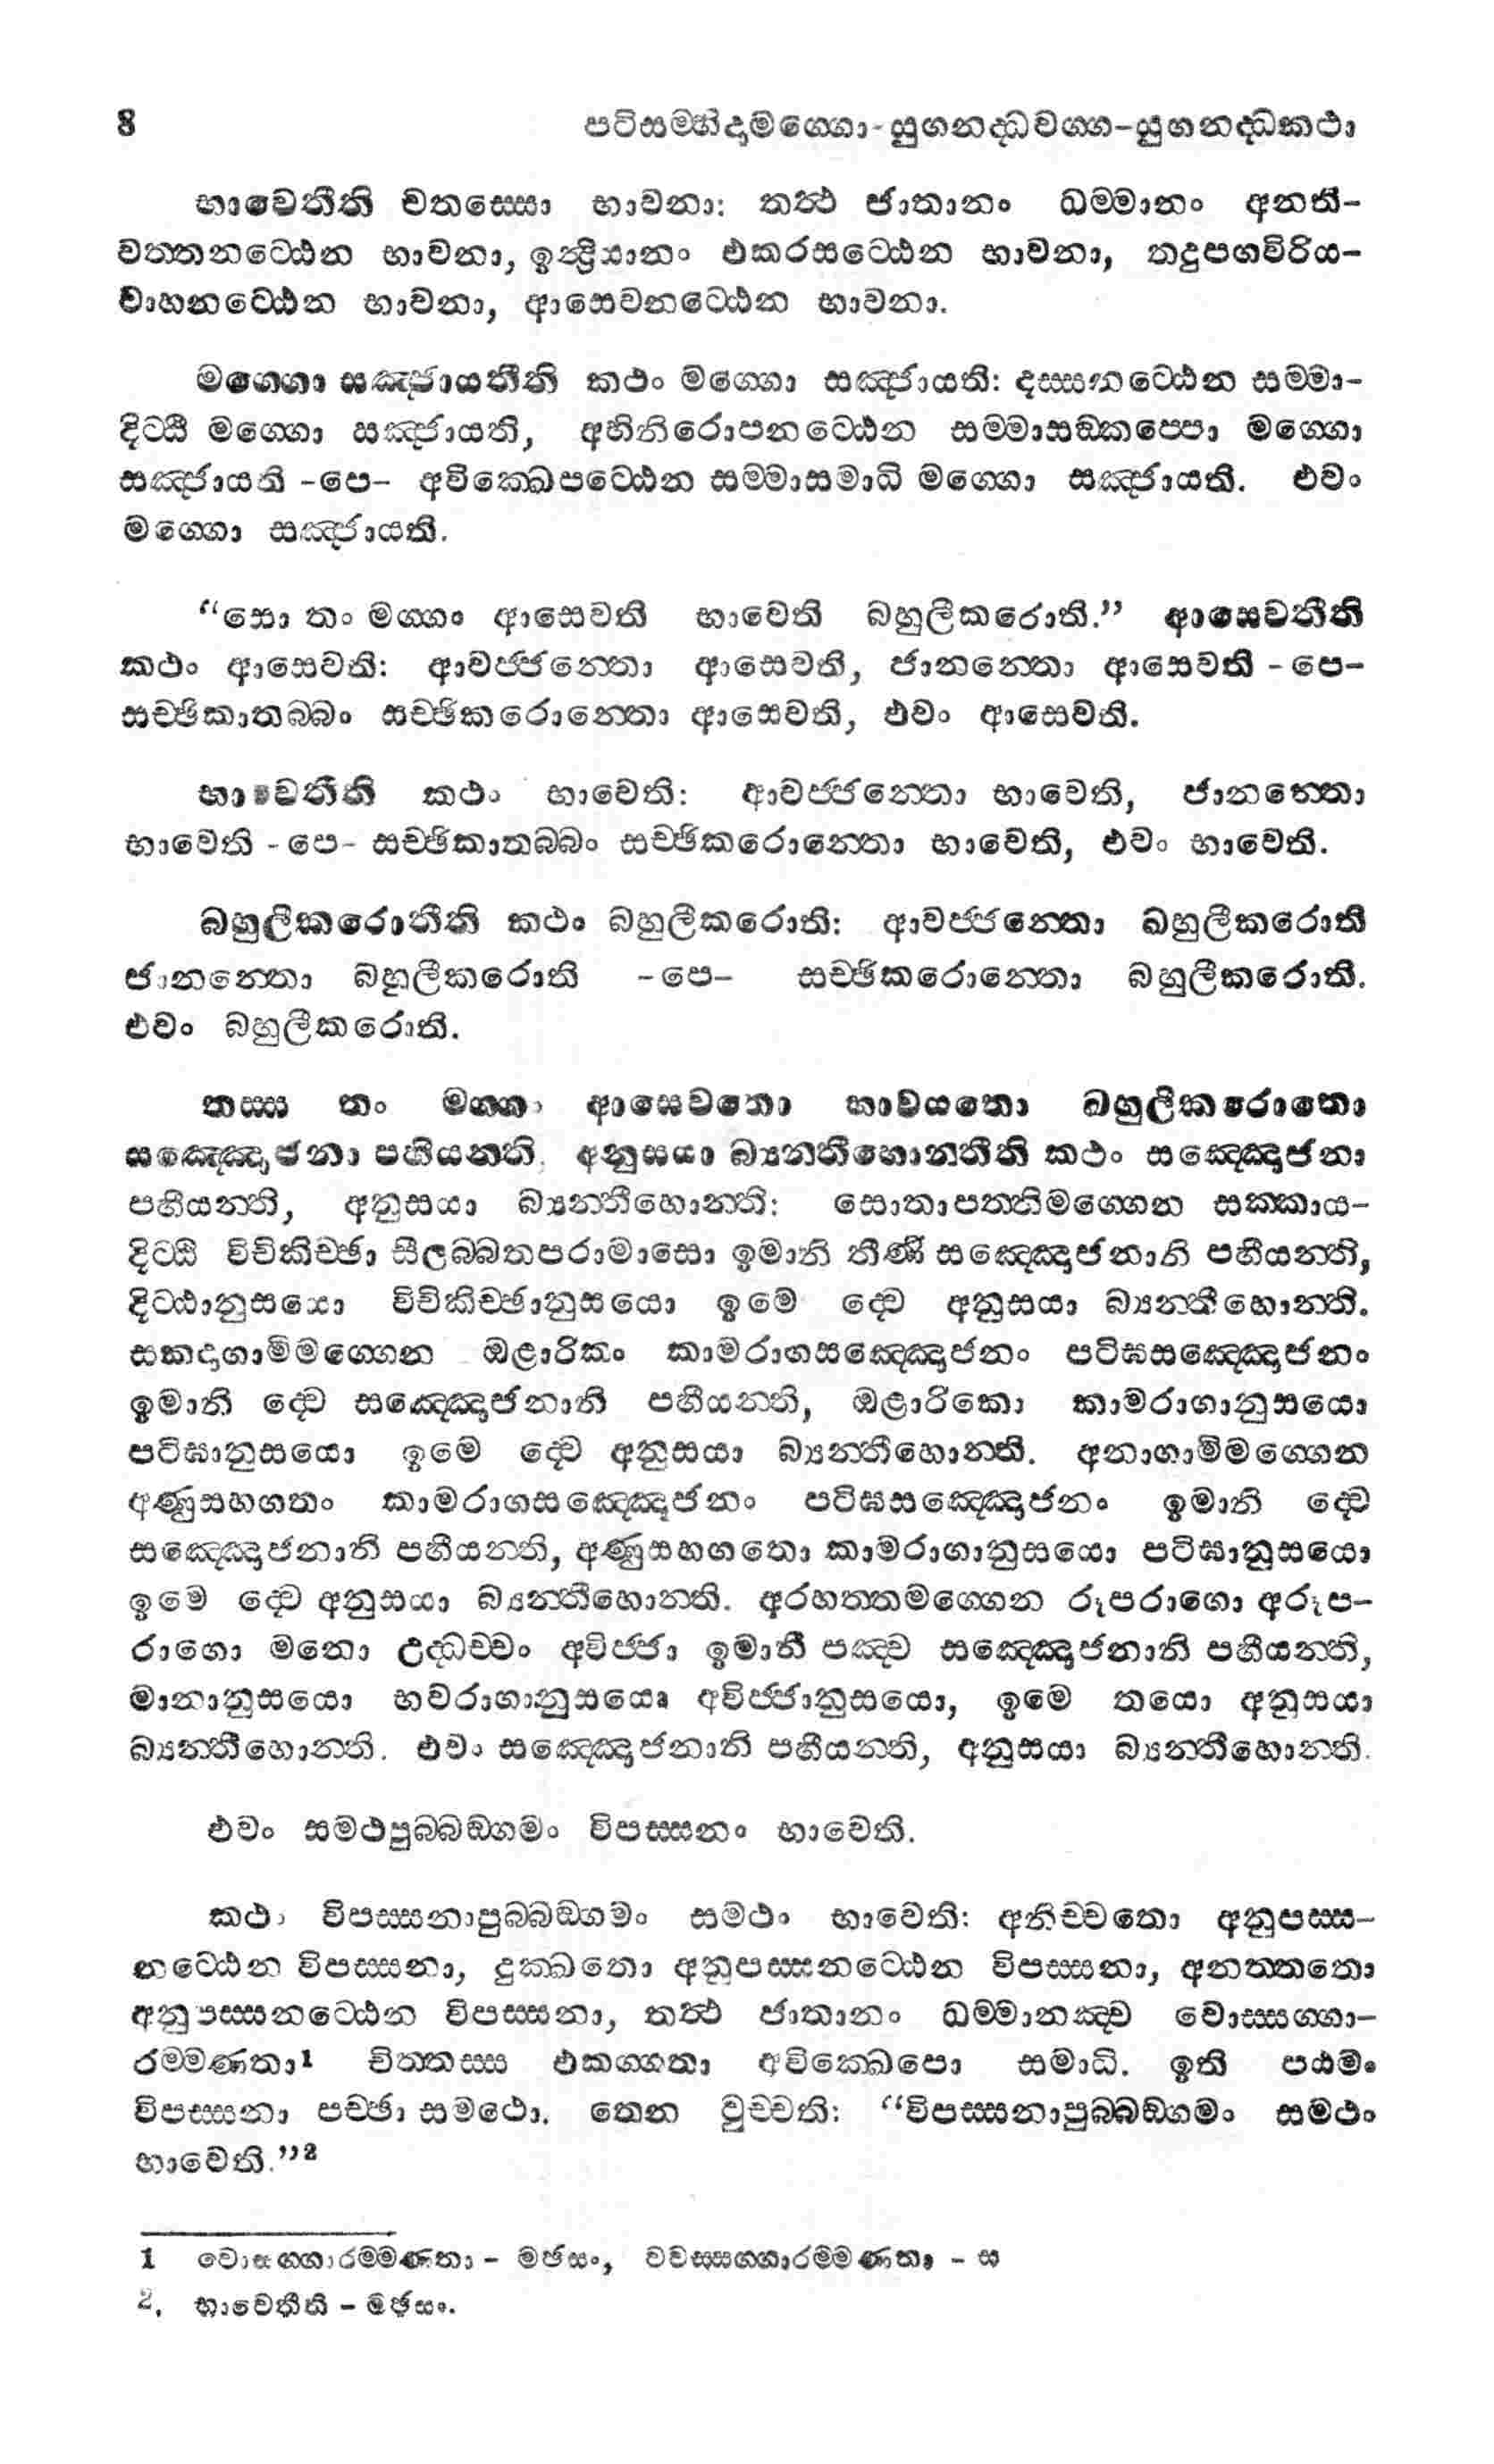 8 පටිසම්භිදාමග්ගො-යුගනද්ධවග්ග-යුගනද්ධකථා
භාවෙතීති චතස්සො භාවනා: තත්ථ ජාතානං ධම්මානං අනති-
වත්තනට්ඨෙන භාවනා, ඉන්ද්‍රියානං එකරසට්ඨෙන භාවනා, තදුපගවිරිය-
වාහනට්ඨෙන භාවනා, ආසෙවනට්ඨෙන භාවනා.
මග්ගො සඤ්ජායතීති කථං මග්ගො සඤ්ජායති: දස්සනට්ඨෙන සම්මා-
දිට්ඨි මග්ගො සඤ්ජායති, අභිනිරොපනට්ඨෙන සම්මාසඞ්කප්පො මග්ගො
සඤ්ජායති -පෙ- අවික්ඛෙපට්ඨෙන සම්මාසමාධි මග්ගො සඤ්ජායති. එවං
මග්ගො සඤ්ජායති.
“සො තං මග්ගං ආසෙවති භාවෙති බහුලීකරොති.” ආසෙවතීති
කථං ආසෙවති: ආවජ්ජන්තො ආසෙවති, ජානන්තො ආසෙවති -පෙ-
සච්ඡිකාතබ්බං සච්ඡිකරොන්තො ආසෙවති, එවං ආසෙවති.
භාවෙතීති කථං භාවෙති: ආවජ්ජන්තො භාවෙති, ජානන්තො
භාවෙති -පෙ- සච්ඡිකාතබ්බං සච්ඡිකරොන්තො භාවෙති, එවං භාවෙති.
බහුලීකරොතීති කථං බහුලීකරොති: ආවජ්ජන්තො බහුලීකරොති
ජානන්තො බහුලීකරොති -පෙ- සච්ඡිකරොන්තො බහුලීකරොති.
එවං බහුලීකරොති.
තස්ස තං මග්ගං ආසෙවතො භාවයතො බහුලීකරොතො
සඤ්ඤොජනා පහීයන්ති. අනුසයා බ්‍යන්තීහොන්තීති කථං සඤ්ඤොජනා
පහීයන්ති, අනුසයා බ්‍යන්තීහොන්ති: සොතාපත්තිමග්ගෙන සක්කාය-
දිට්ඨි විචිකිච්ඡා සීලබ්බතපරාමාසො ඉමානි තීණි සඤ්ඤොජනානි පහීයන්ති,
දිට්ඨානුසයො විචිකිච්ඡානුසයො ඉමෙ ද්වෙ අනුසයා බ්‍යන්තීහොන්ති.
සකදාගාමිමග්ගෙන ඔළාරිකං කාමරාගසඤ්ඤොජනං පටිඝසඤ්ඤොජනං
ඉමානි ද්වෙ සඤ්ඤොජනානි පහීයන්ති, ඔළාරිකො කාමරාගානුසයො
පටිඝානුසයො ඉමෙ ද්වෙ අනුසයා බ්‍යන්තීහොන්ති. අනාගාමිමග්ගෙන
අණුසහගතං කාමරාගසඤ්ඤොජනං පටිඝසඤ්ඤොජනං ඉමානි ද්වෙ
සඤ්ඤොජනානි පහීයන්ති, අණුසහගතො කාමරාගානුසයො පටිඝානුසයො
ඉමෙ ද්වෙ අනුසයා බ්‍යන්තීහොන්ති. අරහත්තමග්ගෙන රූපරාගො අරූප-
රාගො මනො උද්ධච්චං අවිජ්ජා ඉමානි පඤ්ච සඤ්ඤොජනානි පහීයන්ති,
මානානුසයො භවරාගානුසයො අවිජ්ජානුසයො, ඉමෙ තයො අනුසයා
බ්‍යන්තීහොන්ති. එවං සඤ්ඤොජනානි පහීයන්ති, අනුසයා බ්‍යන්තීහොන්ති.
එවං සමථපුබ්බඞ්ගමං විපස්සනං භාවෙති.
කථං විපස්සනාපුබ්බඞ්ගමං සමථං භාවෙති: අනිච්චතො අනුපස්ස-
නට්ඨෙන විපස්සනා, දුක්ඛතො අනුපස්සනට්ඨෙන විපස්සනා, අනත්තතො
අනුපස්සනට්ඨෙන විපස්සනා, තත්ථ ජාතානං ධම්මානඤ්ච වොස්සග්ගා-
රම්මණතා1 චිත්තස්ස එකග්ගතා අවික්ඛෙපො සමාධි. ඉති පඨමං
විපස්සනා පච්ඡා සමථො. තෙන වුච්චති: “විපස්සනාපුබ්බඞ්ගමං සමථං
භාවෙති.”2
1 වොසග්ගාරම්මණතා - මජසං, වවස්සග්ගාරම්මණතා - ස
2. භාවෙතීති - මජසං.